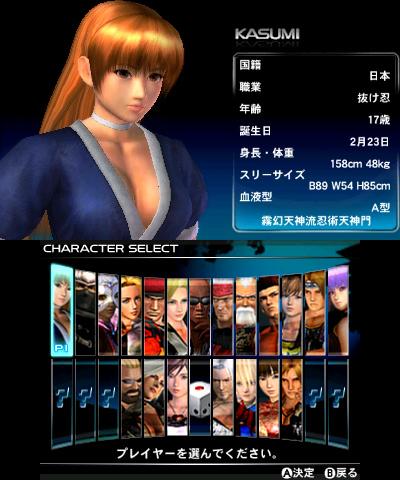 KASUMI
国籍
日本
職業
抜け忍
年齢
17歳
誕生日
2月23日
身長・体重
158cm 48kg
スリーサイズ
B89 W54 H85cm
血液型
A型
霧幻天神流忍術天神門
CHARACTER SELECT
P1
? ? ? ? ?
プレイヤーを選んでください。
A決定 B戻る